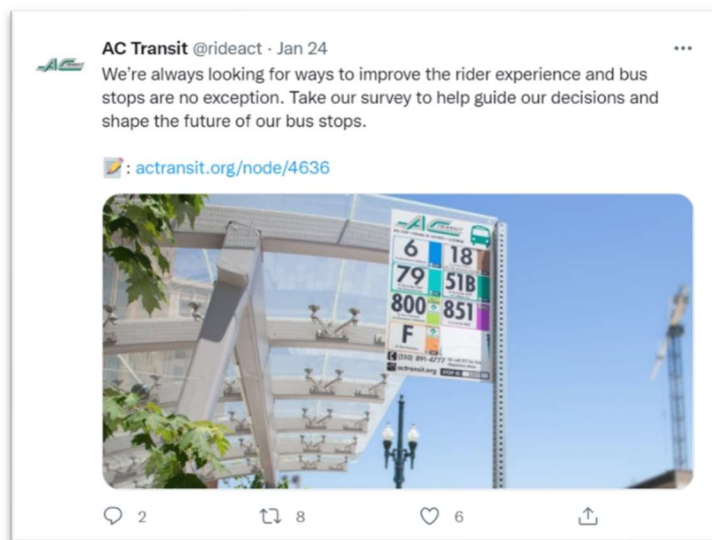 AC Transit @rideact · Jan 24
We're always looking for ways to improve the rider experience and bus
stops are no exception. Take our survey to help guide our decisions and
shape the future of our bus stops.
: actransit.org/node/4636
AC TRANSIT
6 18
79 51B
800 851
F
(510) 891-4777
actransit.org STOP ID
2 8 6